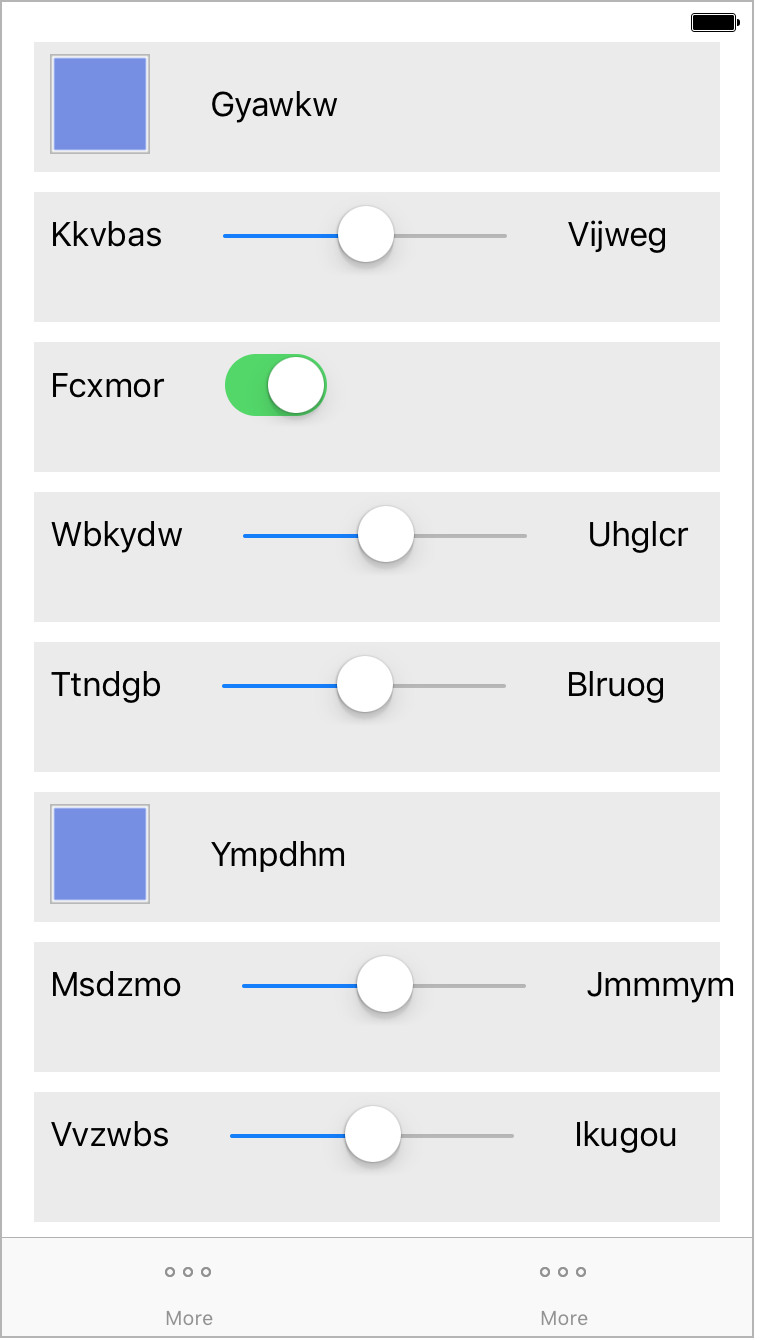 Gyawkw
Kkvbas Vijweg
Fcxmor
Wbkydw Uhglcr
Ttndgb Blruog
Ympdhm
Msdzmo Jmmmym
Vvzwbs Ikugou
More More